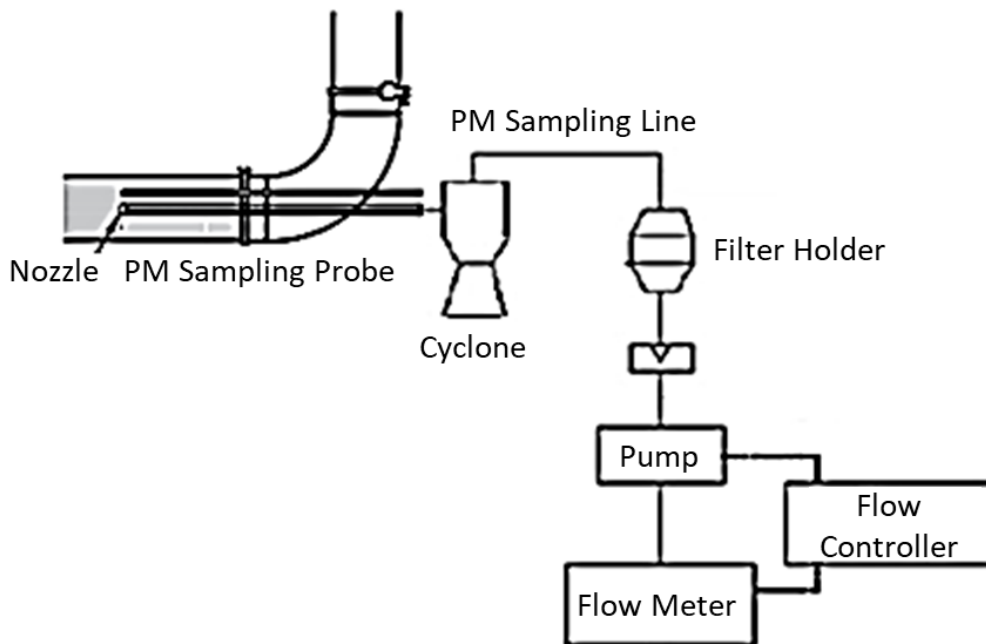 PM Sampling Line
Nozzle
PM Sampling Probe
Filter Holder
Cyclone
Pump
Flow
Controller
Flow Meter